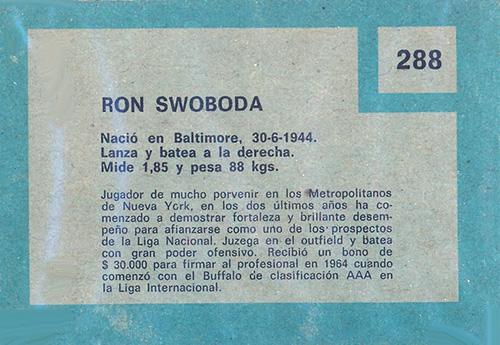 288
RON SWOBODA
Nació en Baltimore, 30-6-1944.
Lanza y batea a la derecha.
Mide 1,85 y pesa 88 kgs.
Jugador de mucho porvenir en los Metropolitanos
de Nueva Ycrk, en los dos últimos años ha co-
menzado a demostrar fortaleza y brillante desem-
peño para afianzarse como uno de los prospectos
de la Liga Nacional. Juzega en el outfield y batea
con gran poder ofensivo. Recibió un bono de
$ 30.000 para firmar al profesional en 1964 cuando
comenzó con el Buffalo de clasificación AAA en
la Liga Internacional.